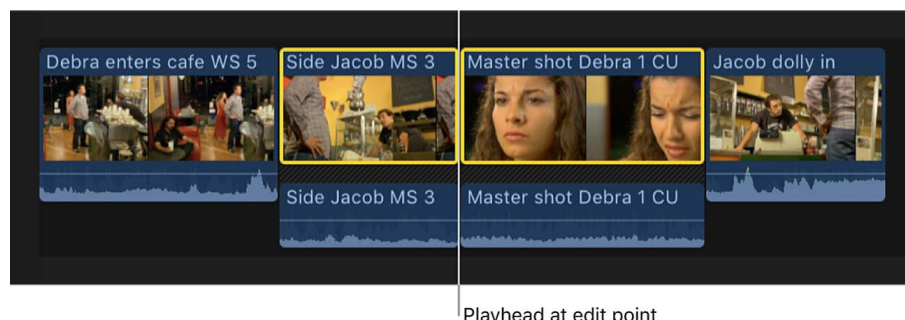 Debra enters cafe WS 5
Side Jacob MS 3
Master shot Debra 1 CU
Jacob dolly in
Side Jacob MS 3
Master shot Debra 1 CU
Playhead at edit point